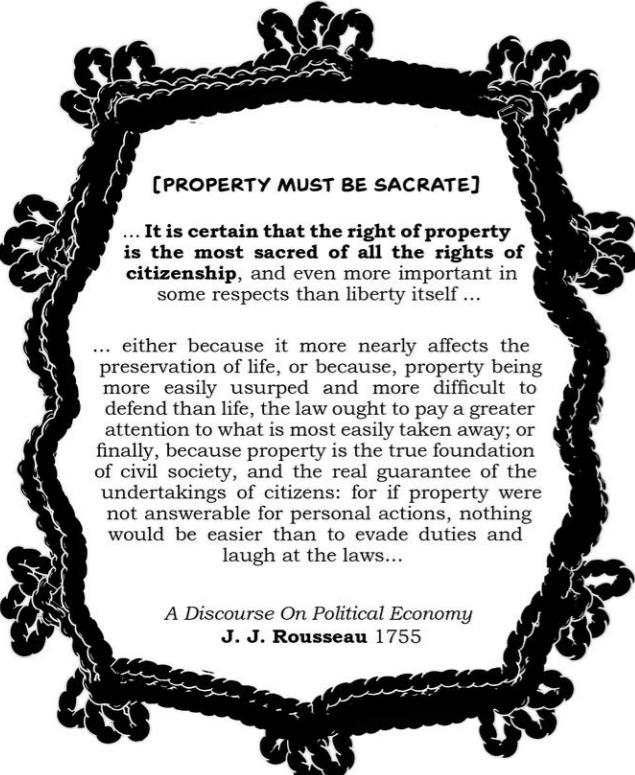 [PROPERTY MUST BE SACRATE]
... It is certain that the right of property
is the most sacred of all the rights of
citizenship, and even more important in
some respects than liberty itself ...
... either because it more nearly affects the
preservation of life, or because, property being
more easily usurped and more difficult to
defend than life, the law ought to pay a greater
attention to what is most easily taken away; or
finally, because property is the true foundation
of civil society, and the real guarantee of the
undertakings of citizens: for if property were
not answerable for personal actions, nothing
would be easier than to evade duties and
laugh at the laws...
A Discourse On Political Economy
J. J. Rousseau 1755